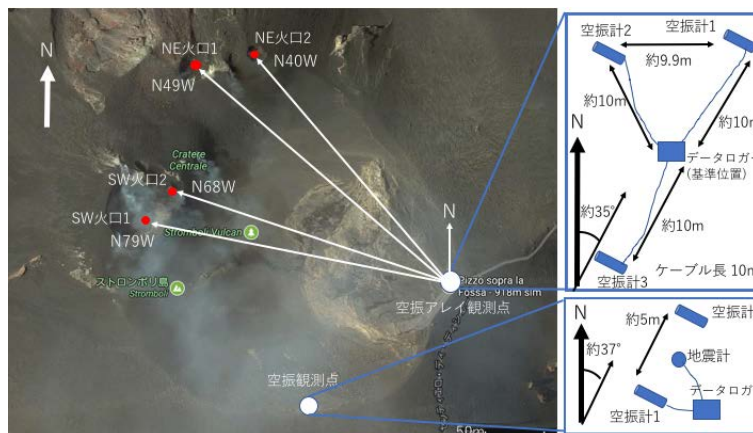 N
NE火口1
N49W
NE火口2
N40W
Cratere
Centrale
SW火口2
N68W
SW火口1
N79W
Stromboli Vulcan
ストロンボリ島
Stromboli
N
Pizzo sopra la
Fossa - 918m slm
空振アレイ観測点
空振観測点
50m
空振計2
空振計1
約9.9m
約10m
約10m
N
データロガー
(基準位置)
約35°
約10m
空振計3
ケーブル長 10m
N
空振計
約5m
約37°
地震計
データロガ
空振計1